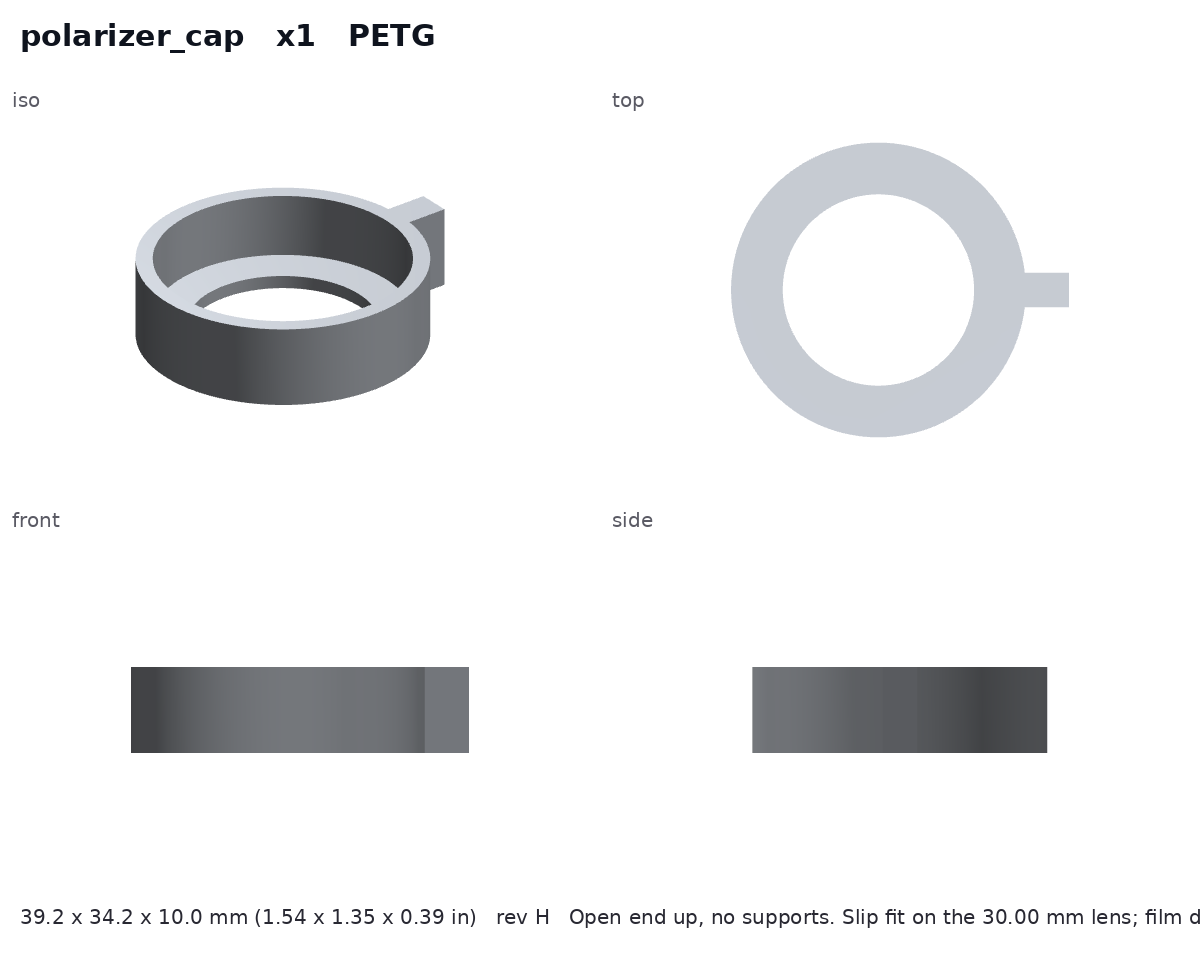 polarizer_cap x1 PETG
iso
top
front
side
39.2 x 34.2 x 10.0 mm (1.54 x 1.35 x 0.39 in) rev H Open end up, no supports. Slip fit on the 30.00 mm lens; film